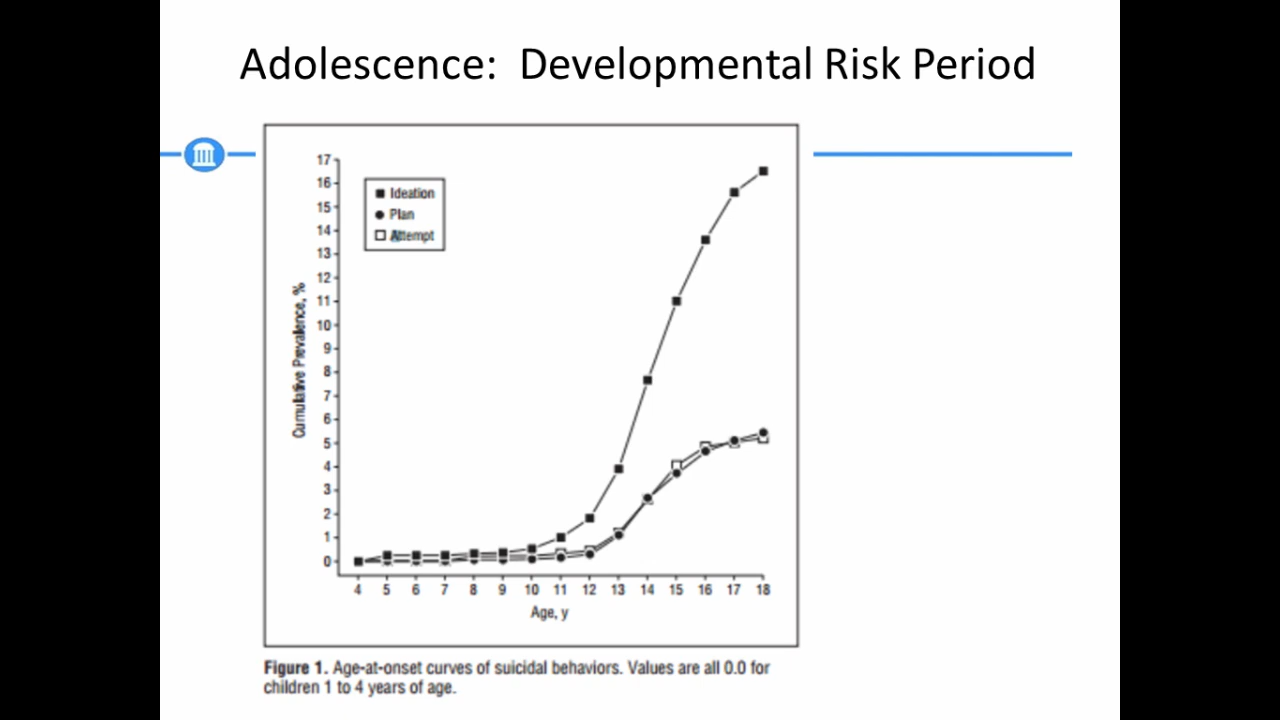 Adolescence: Developmental Risk Period
17
16
15
14
13
12
11
10
9
8
7
6
5
4
3
2
1
0
Ideation
Plan
Attempt
Cumulative Prevalence, %
4 5 6 7 8 9 10 11 12 13 14 15 16 17 18
Age, y
Figure 1. Age-at-onset curves of suicidal behaviors. Values are all 0.0 for
children 1 to 4 years of age.